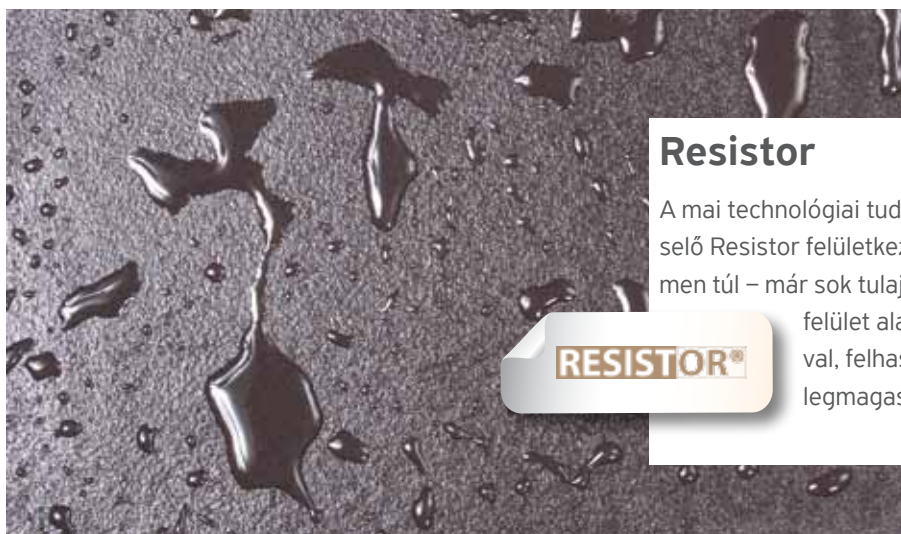 Resistor
A mai technológiai tud
selő Resistor felületkez
men túl – már sok tulaj
felület ala
val, felhas
legmagas
RESISTOR®